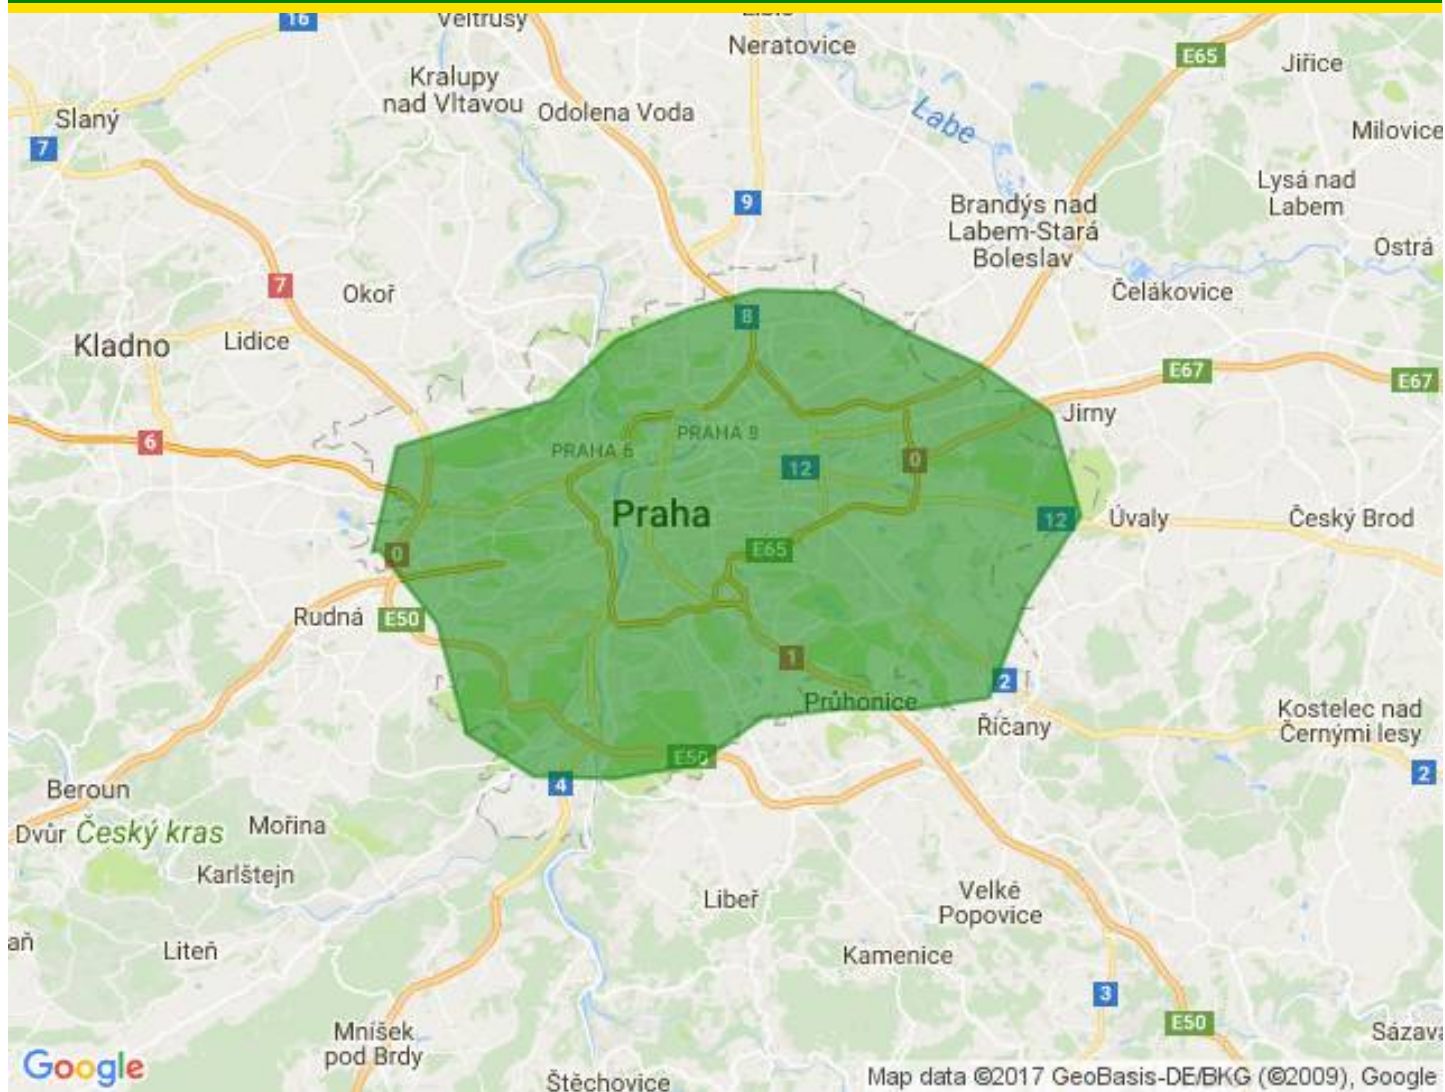 16
Veltrusy
Neratovice
E65
Jiřice
Kralupy
nad Vltavou
Odolena Voda
Labe
Slaný
7
Milovice
Lysá nad
Labem
9
Brandýs nad
Labem-Stará
Boleslav
Ostrá
7
Okoř
Čelákovice
8
Kladno
Lidice
E67
E67
Jirny
6
PRAHA 6
PRAHA 9
0
12
Praha
12
Úvaly
Český Brod
0
E65
Rudná
E50
1
2
Průhonice
Říčany
Kostelec nad
Černými lesy
E50
4
2
Beroun
Dvůr
Český kras
Mořina
Karlštejn
Libeř
Velké
Popovice
aň
Liteň
Kamenice
3
E50
Mníšek
pod Brdy
Sázava
Google
Štěchovice
Map data ©2017 GeoBasis-DE/BKG (©2009), Google